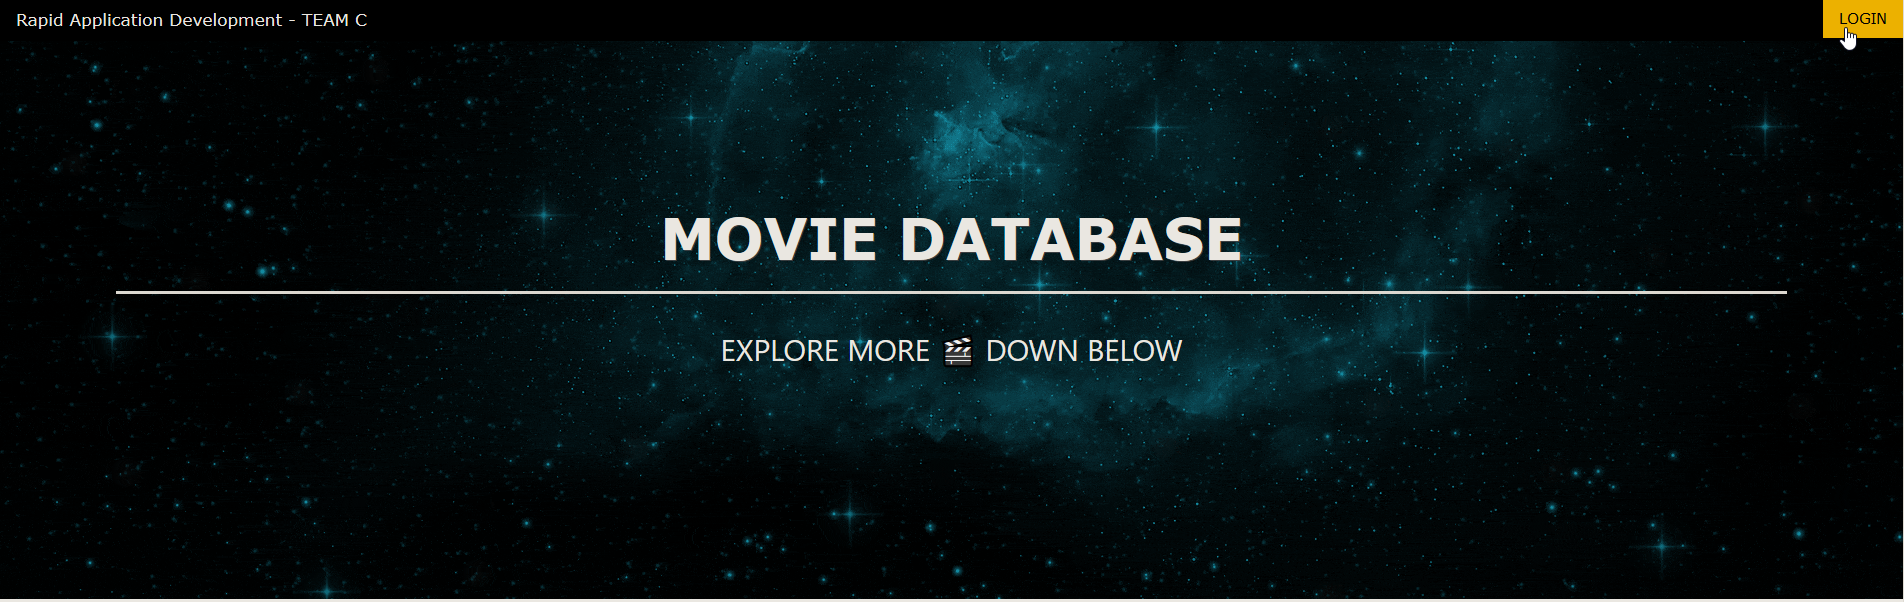 Rapid Application Development - TEAM C
LOGIN
MOVIE DATABASE
EXPLORE MORE 🎬 DOWN BELOW